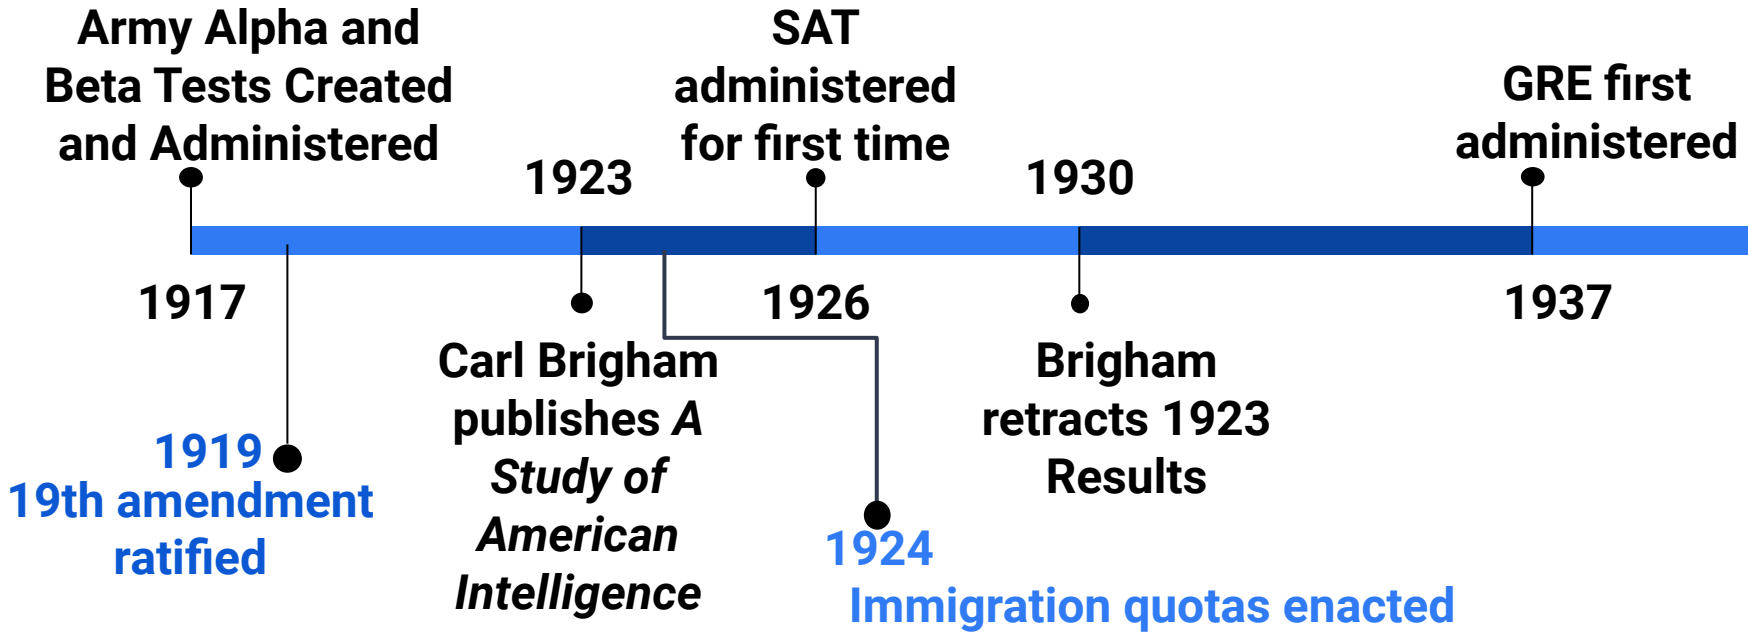 Army Alpha and
Beta Tests Created
and Administered
1917
1919
19th amendment
ratified
1923
Carl Brigham
publishes A
Study of
American
Intelligence
SAT
administered
for first time
1926
1924
Immigration quotas enacted
1930
Brigham
retracts 1923
Results
GRE first
administered
1937